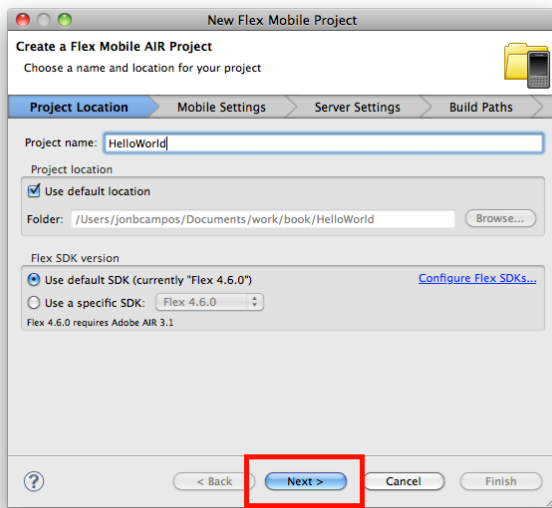 New Flex Mobile Project
Create a Flex Mobile AIR Project
Choose a name and location for your project
Project Location Mobile Settings Server Settings Build Paths
Project name: HelloWorld
Project location
Use default location
Folder: /Users/jonbcampos/Documents/work/book/HelloWorld Browse...
Flex SDK version
Use default SDK (currently "Flex 4.6.0") Configure Flex SDKs...
Use a specific SDK: Flex 4.6.0
Flex 4.6.0 requires Adobe AIR 3.1
? < Back Next > Cancel Finish